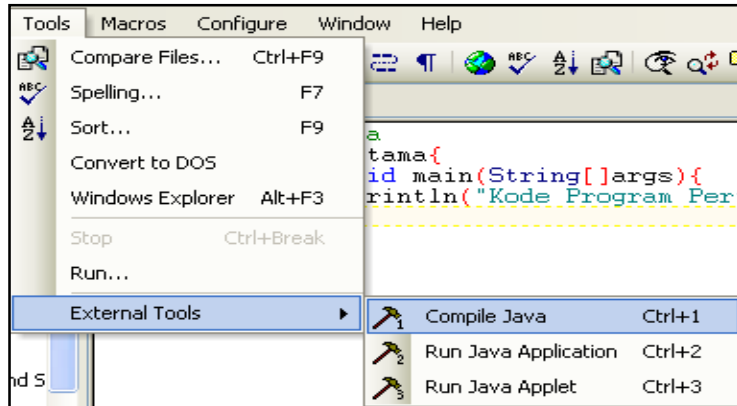 Tools Macros Configure Window Help
Compare Files... Ctrl+F9
Spelling... F7
Sort... F9
Convert to DOS
Windows Explorer Alt+F3
Stop Ctrl+Break
Run...
External Tools
a
tama{
id main(String[]args){
rintln("Kode Program Per
Compile Java Ctrl+1
Run Java Application Ctrl+2
Run Java Applet Ctrl+3
nd S